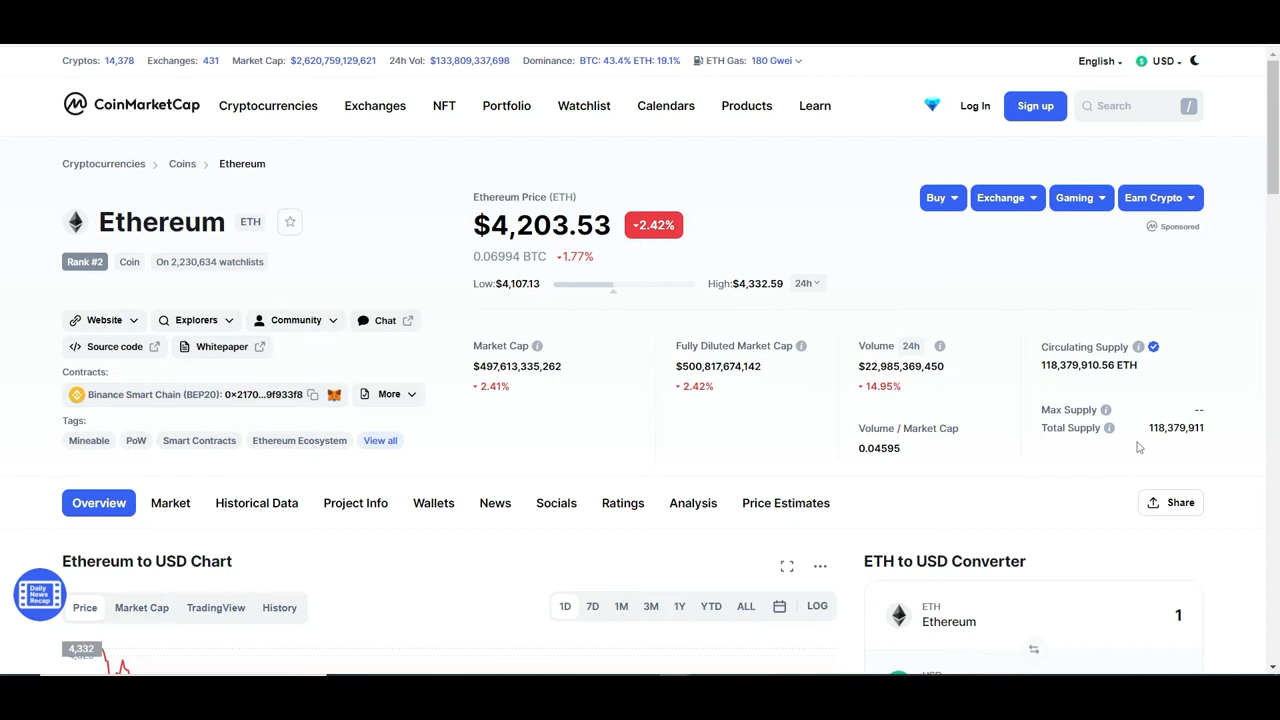 Cryptos: 14,378 Exchanges: 431 Market Cap: $2,620,759,129,621 24h Vol: $133,809,337,698 Dominance: BTC: 43.4% ETH: 19.1% ETH Gas: 180 Gwei English USD
CoinMarketCap Cryptocurrencies Exchanges NFT Portfolio Watchlist Calendars Products Learn Log In Sign up Search /
Cryptocurrencies > Coins > Ethereum
Ethereum Price (ETH)
Buy Exchange Gaming Earn Crypto
Ethereum ETH $4,203.53 2.42%
Sponsored
0.06994 BTC 1.77%
Rank #2 Coin On 2,230,634 watchlists
Low:$4,107.13 High:$4,332.59 24h
Website Explorers Community Chat
Source code Whitepaper
Market Cap Fully Diluted Market Cap Volume 24h Circulating Supply
$497,613,335,262 $500,817,674,142 $22,985,369,450 118,379,910.56 ETH
2.41% 2.42% 14.95%
Contracts:
Binance Smart Chain (BEP20): 0x2170...9f933f8 More
Max Supply --
Total Supply 118,379,911
Tags:
Volume / Market Cap
Mineable PoW Smart Contracts Ethereum Ecosystem View all
0.04595
Overview Market Historical Data Project Info Wallets News Socials Ratings Analysis Price Estimates Share
Ethereum to USD Chart ETH to USD Converter
Daily
News
Recap
Price Market Cap TradingView History 1D 7D 1M 3M 1Y YTD ALL LOG
ETH
Ethereum 1
4,332